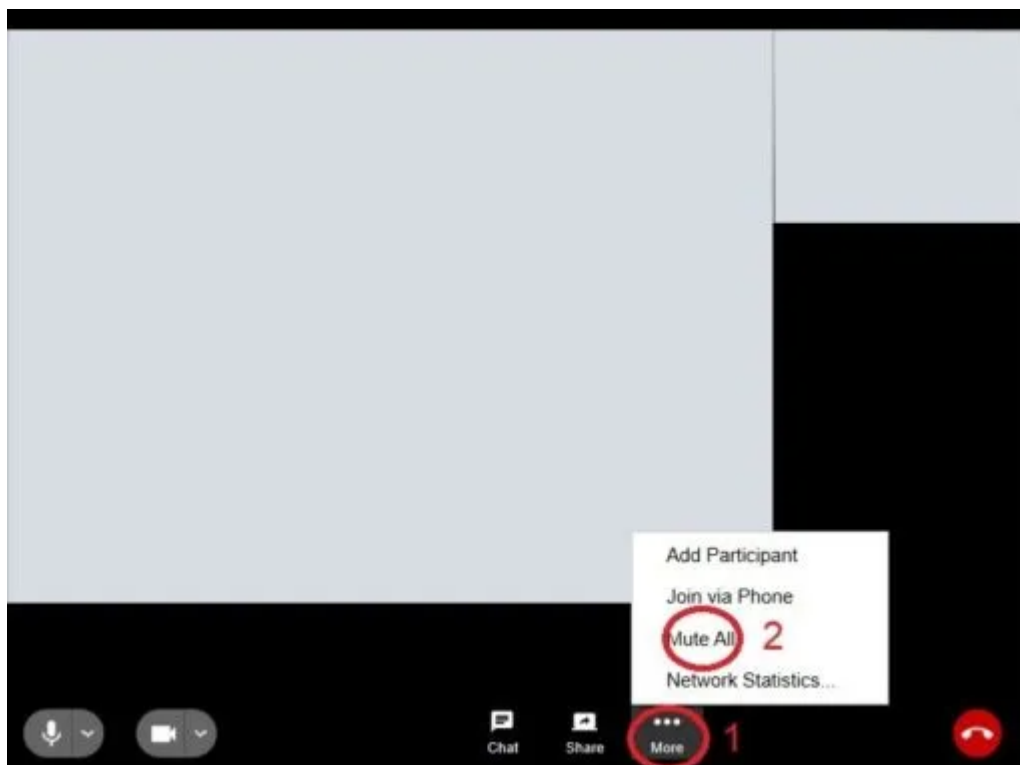 Add Participant
Join via Phone
Mute All 2
Network Statistics...
Chat Share More 1